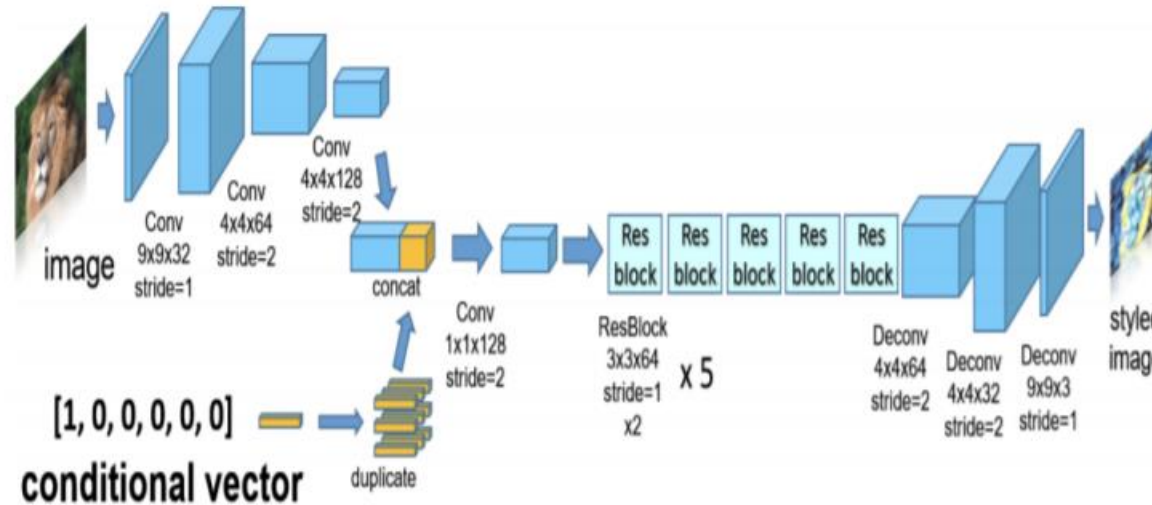 image
Conv
9x9x32
stride=1
Conv
4x4x64
stride=2
Conv
4x4x128
stride=2
concat
[1, 0, 0, 0, 0, 0]
conditional vector
duplicate
Conv
1x1x128
stride=2
Res
block
Res
block
Res
block
Res
block
Res
block
ResBlock
3x3x64
stride=1
x2
x 5
Deconv
4x4x64
stride=2
Deconv
4x4x32
stride=2
Deconv
9x9x3
stride=1